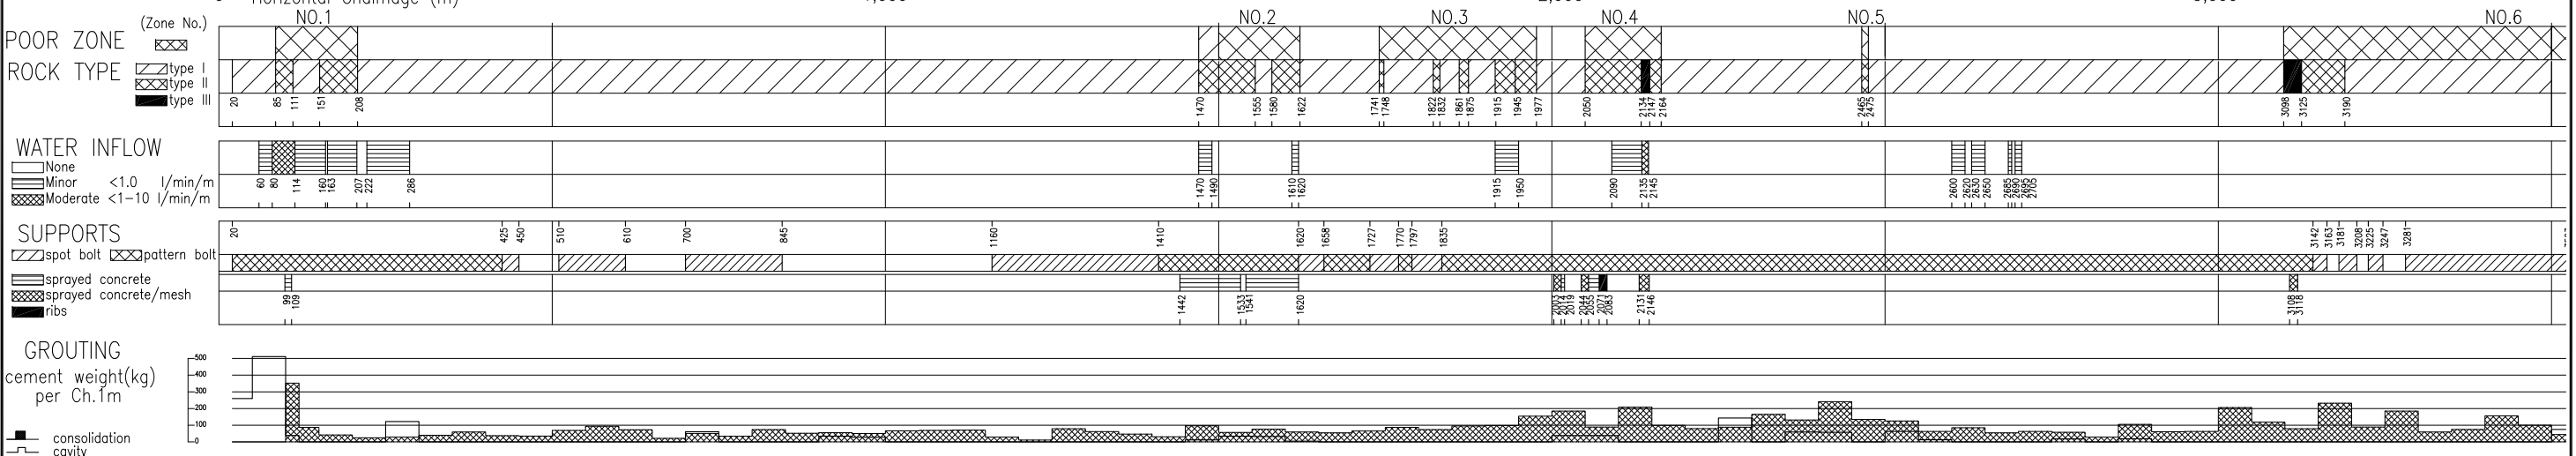 Horizontal Chainage (m)
(Zone No.) NO.1 NO.2 NO.3 NO.4 NO.5 NO.6
POOR ZONE
ROCK TYPE
type I
type II
type III
20 85 111 151 208 1470 1555 1580 1622 1741 1748 1822 1832 1861 1875 1915 1945 1977 2050 2134 2147 2164 2465 2475 3098 3125 3190
WATER INFLOW
None
Minor <1.0 l/min/m
Moderate <1-10 l/min/m
60 80 114 160 163 207 222 286 1470 1490 1610 1620 1915 1950 2090 2135 2145 2600 2620 2630 2650 2685 2690 2695 2705
SUPPORTS
20 425 450 510 610 700 845 1160 1410 1620 1658 1727 1770 1797 1835 3142 3163 3181 3208 3225 3247 3281
spot bolt pattern bolt
sprayed concrete
sprayed concrete/mesh
ribs
99 109 1442 1533 1541 1620 2003 2014 2019 2044 2055 2071 2083 2131 2146 3108 3118
GROUTING
cement weight(kg)
per Ch.1m
500
400
300
200
100
0
consolidation
cavity